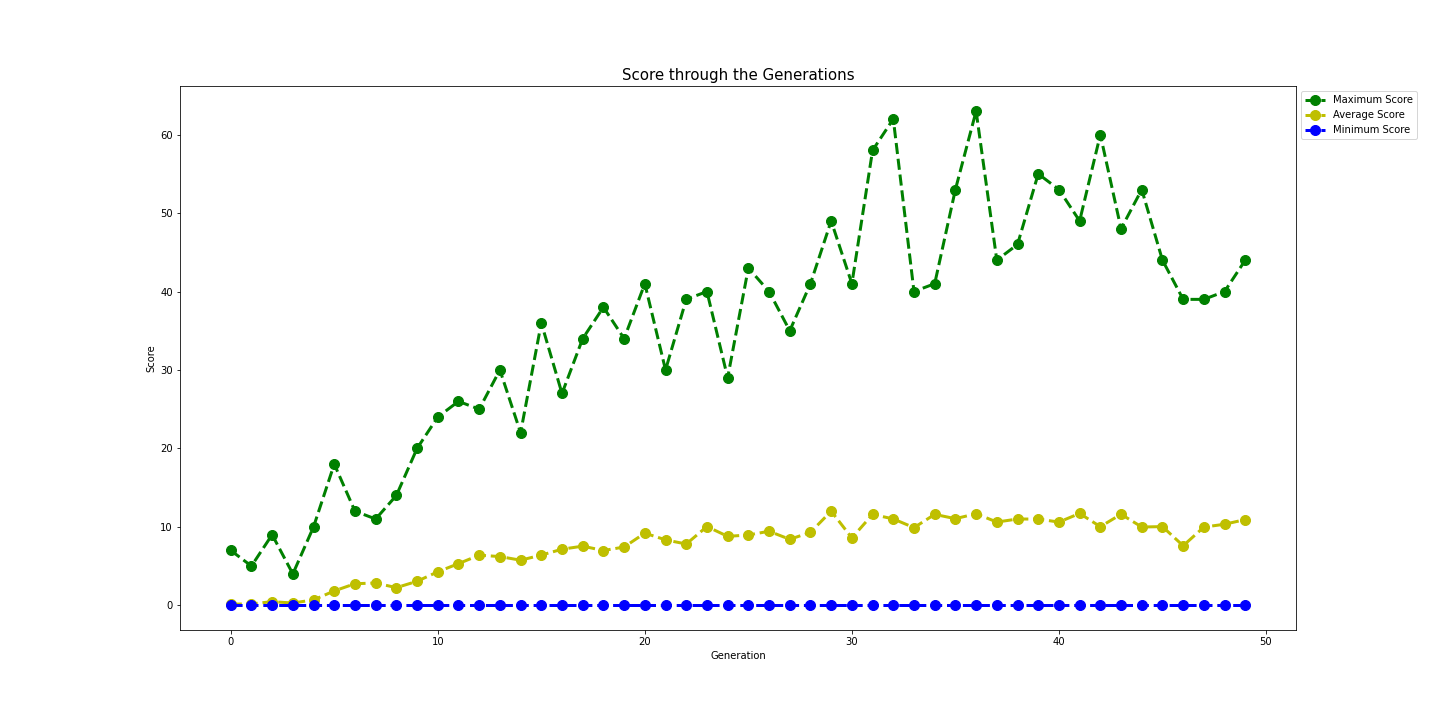 Score through the Generations
Maximum Score
Average Score
Minimum Score
60
50
40
30
20
10
0
Score
0 10 20 30 40 50
Generation